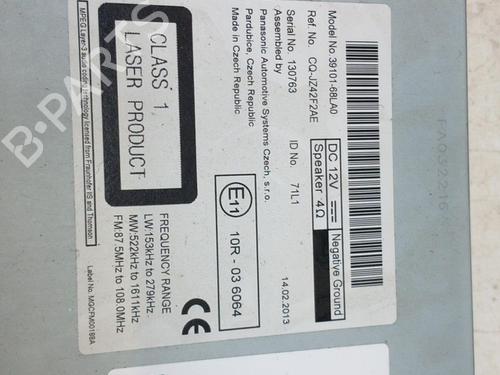 Model No. 39101-68LA0
Ref. No. CQ-JZ42F2AE
Serial No. 130763
ID No. 71L1
Assembled by
Panasonic Automotive Systems Czech, s.r.o.
Pardubice, Czech Republic
Made in Czech Republic
DC 12V
Negative Ground
Speaker 4Ω
14.02.2013
E11
10R - 03 6064
CE
CLASS 1
LASER PRODUCT
FREQUENCY RANGE
LW:153kHz to 279kHz
MW:522kHz to 1611kHz
FM:87.5MHz to 108.0MHz
MPEG Layer-3 audio coding technology licensed from Fraunhofer IIS and Thomson
Label No. MGCFM0018BA
B-PARTS